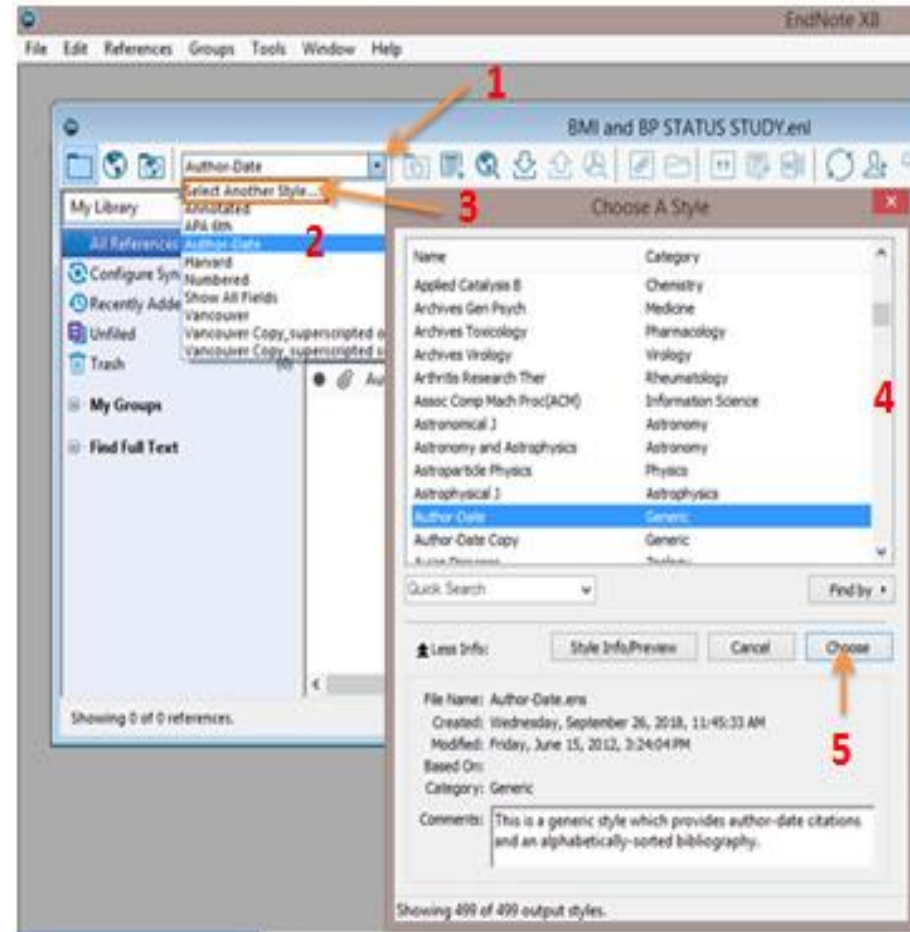 EndNote X8
File Edit References Groups Tools Window Help
1
BMI and BP STATUS STUDY.enl
Author-Date
Select Another Style...
3
My Library
Annotated
APA 6th
All References
Author-Date
2
Harvard
Configure Syn
Numbered
Recently Adde
Show All Fields
Unfiled
Vancouver
Vancouver Copy_superscripted
Trash
Vancouver Copy_superscripted
(0)
My Groups
Find Full Text
Showing 0 of 0 references.
Choose A Style
Name Category
Applied Catalysis B Chemistry
Archives Gen Psych Medicine
Archives Toxicology Pharmacology
Archives Virology Virology
Arthritis Research Ther Rheumatology
Assoc Comp Mach Proc(ACM) Information Science
4
Astronomical J Astronomy
Astronomy and Astrophysics Astronomy
Astroparticle Physics Physics
Astrophysical J Astrophysics
Author-Date Generic
Author-Date Copy Generic
Quick Search Find by
Less Info: Style Info/Preview Cancel Choose
File Name: Author-Date.ens
Created: Wednesday, September 26, 2018, 11:45:33 AM
Modified: Friday, June 15, 2012, 3:24:04 PM
5
Based On:
Category: Generic
Comments: This is a generic style which provides author-date citations
and an alphabetically-sorted bibliography.
Showing 499 of 499 output styles.